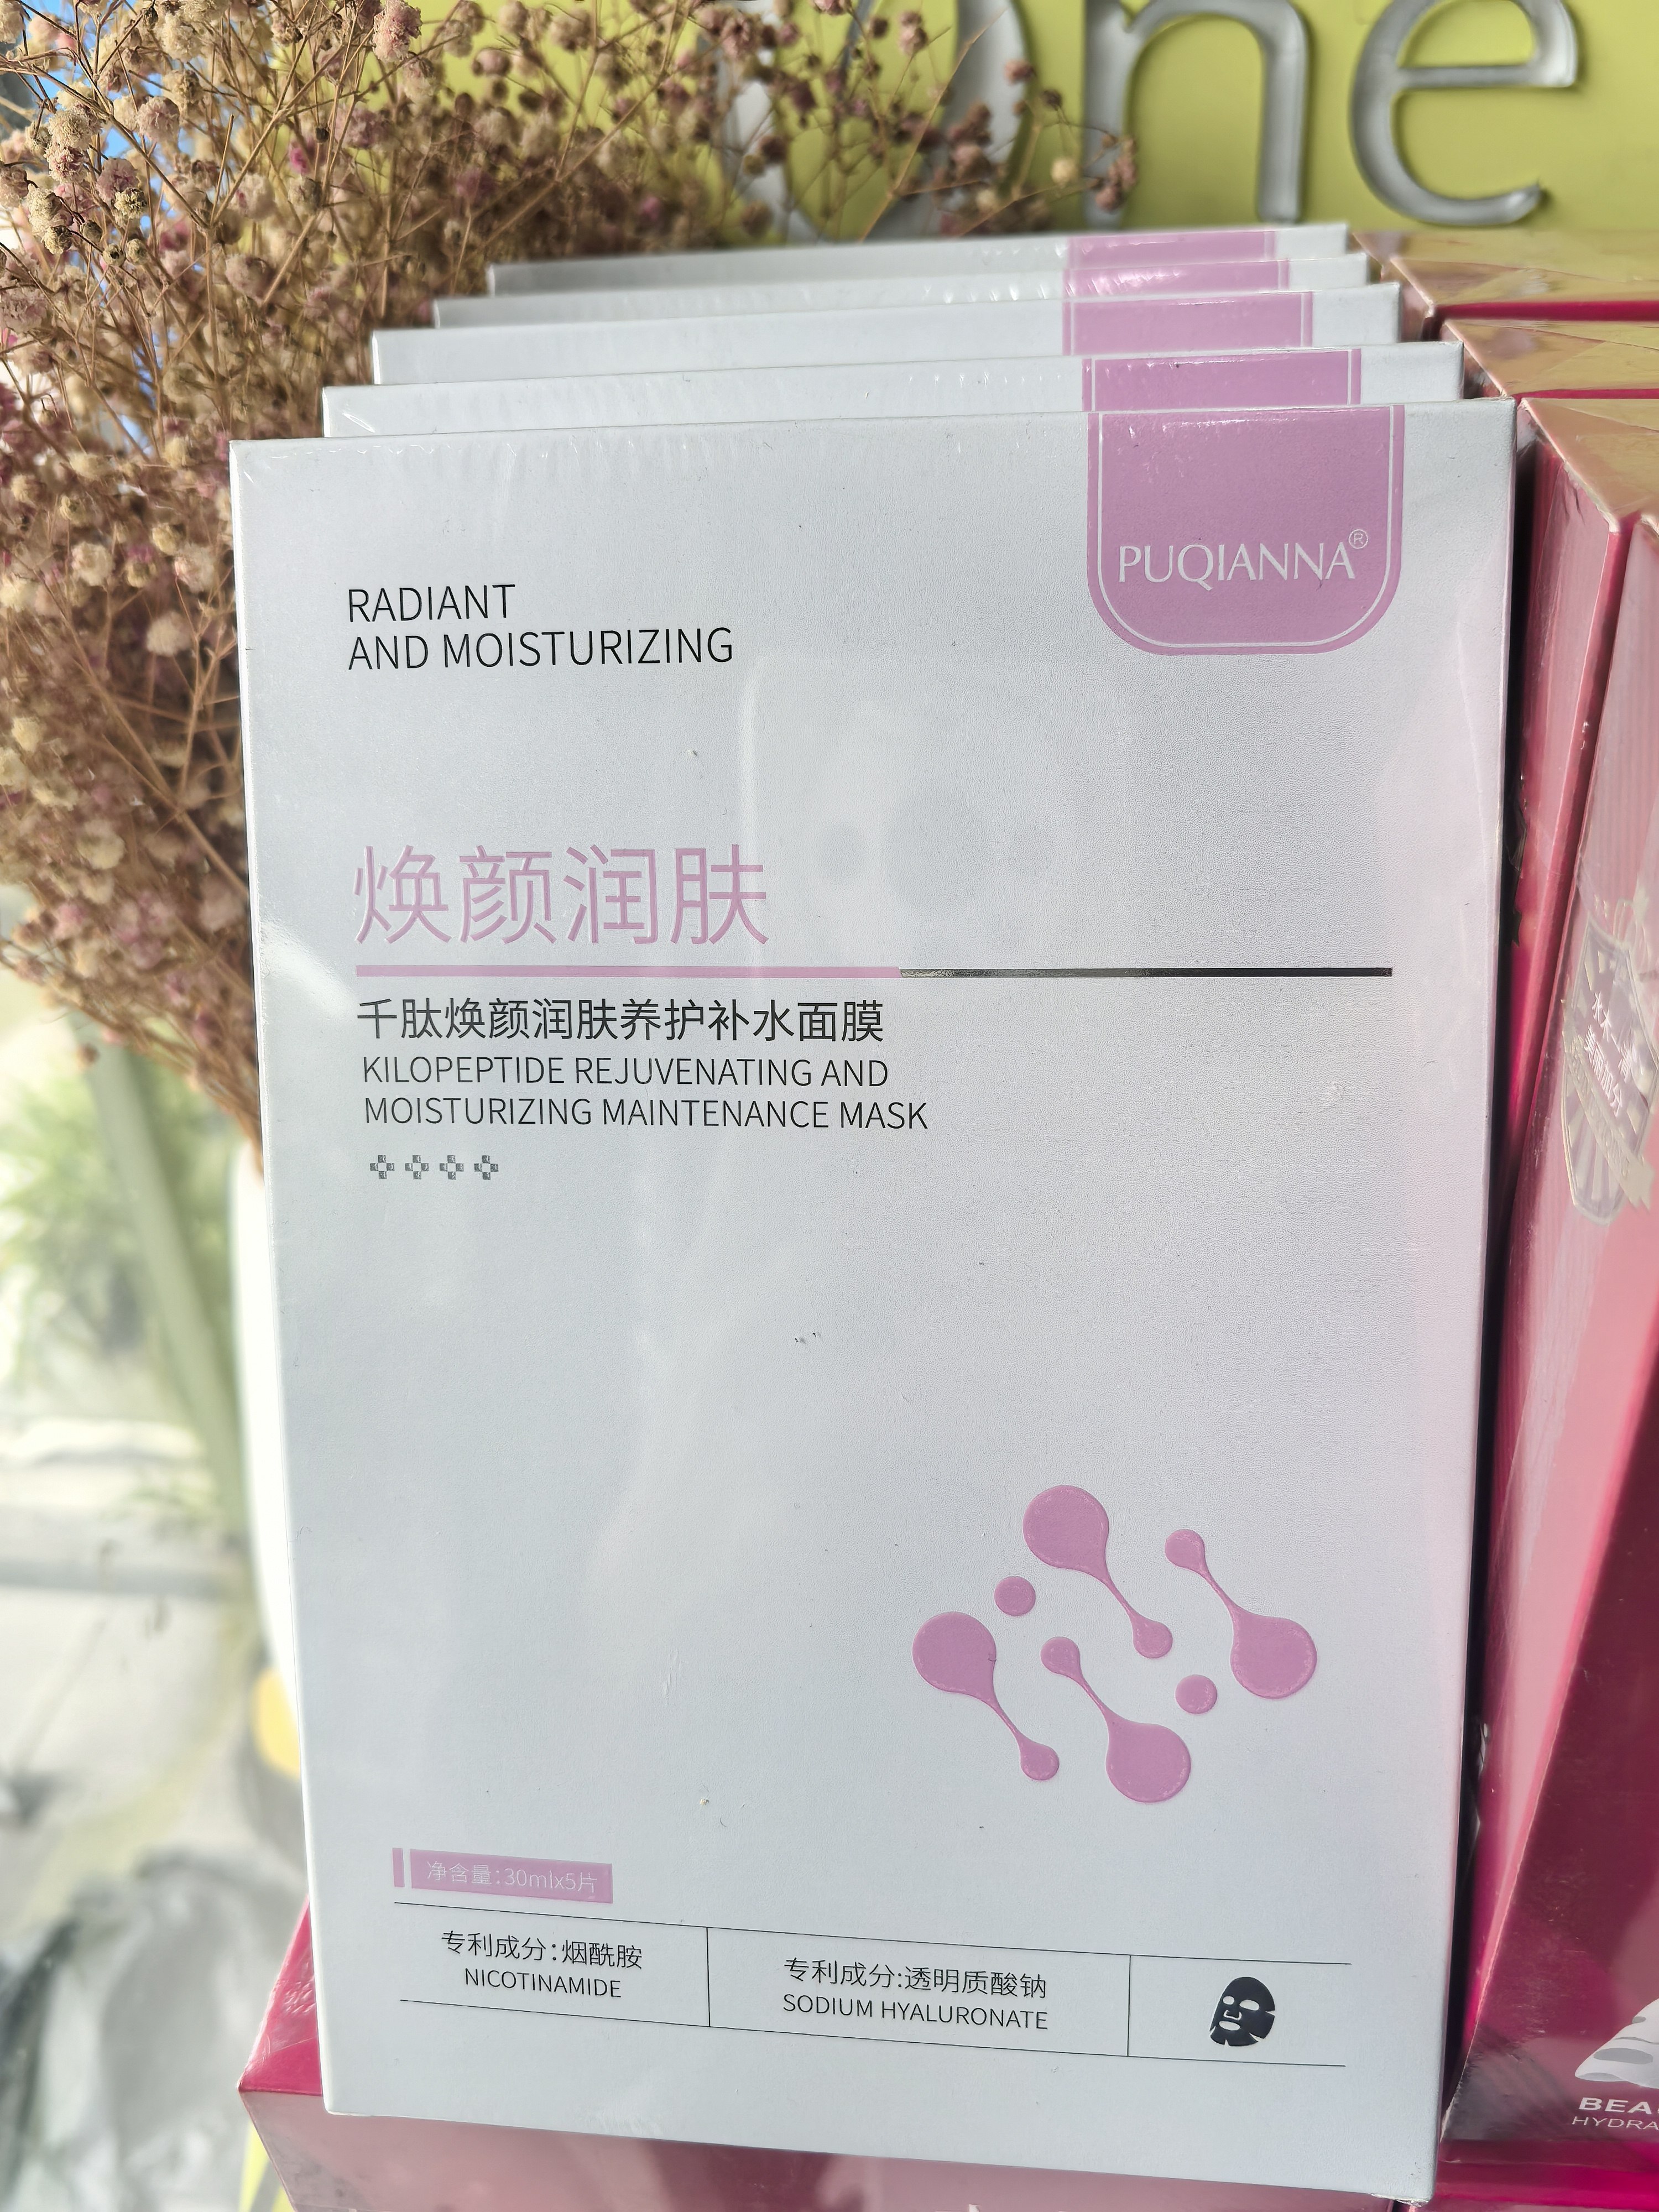 one
PUQIANNA®
RADIANT
AND MOISTURIZING
焕颜润肤
千肽焕颜润肤养护补水面膜
KILOPEPTIDE REJUVENATING AND
MOISTURIZING MAINTENANCE MASK
净含量:30mlx5片
专利成分:烟酰胺
NICOTINAMIDE
专利成分:透明质酸钠
SODIUM HYALURONATE